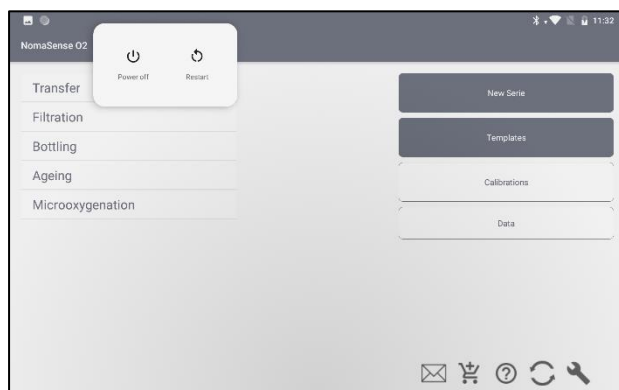 11:32
NomaSense O2
Power off
Restart
Transfer
Filtration
Bottling
Ageing
Microoxygenation
New Serie
Templates
Calibrations
Data